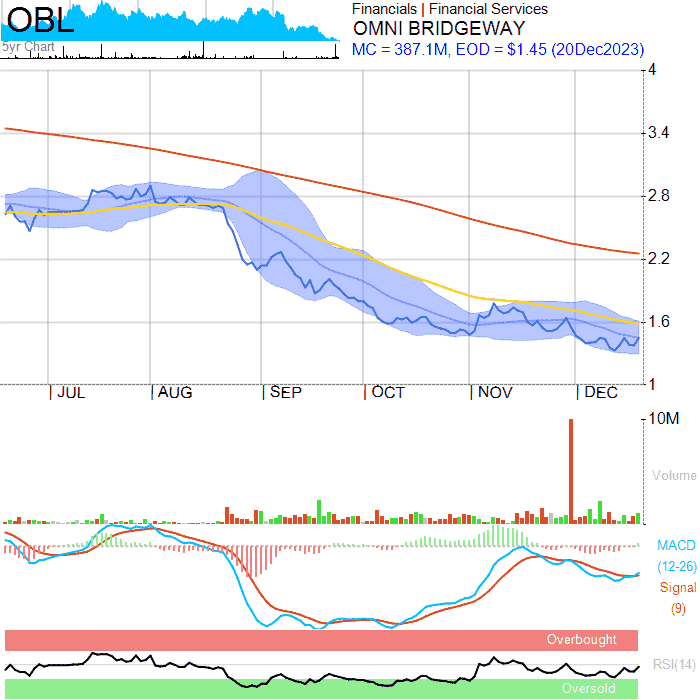 OBL
5yr Chart
Financials | Financial Services
OMNI BRIDGEWAY
MC = 387.1M, EOD = $1.45 (20Dec2023)
4
3.4
2.8
2.2
1.6
1
JUL AUG SEP OCT NOV DEC
10M
Volume
MACD
(12-26)
Signal
(9)
Overbought
RSI(14)
Oversold